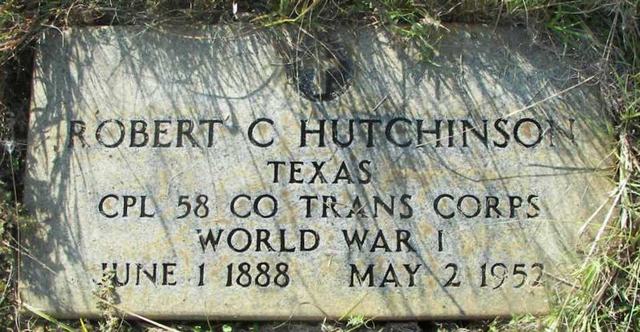 ROBERT C HUTCHINSON
TEXAS
CPL 58 CO TRANS CORPS
WORLD WAR I
JUNE 1 1888 MAY 2 1952